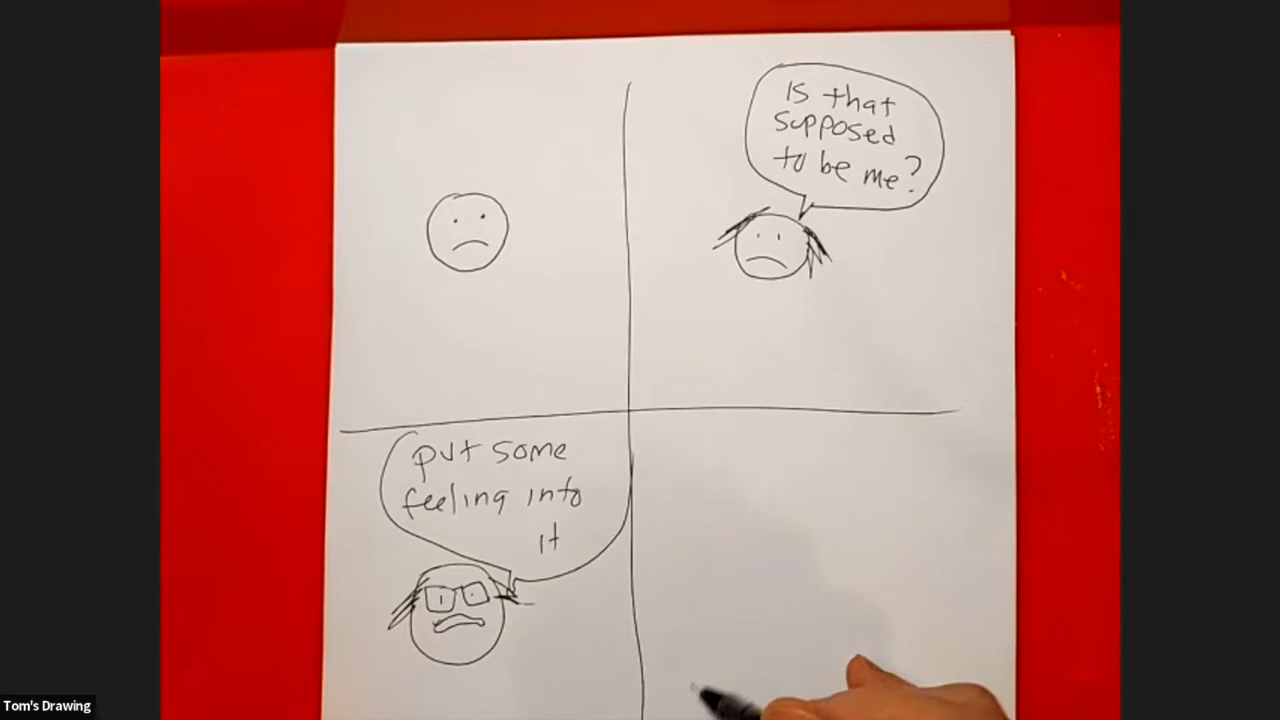 Is that
supposed
to be me?
put some
feeling into
it
Tom's Drawing